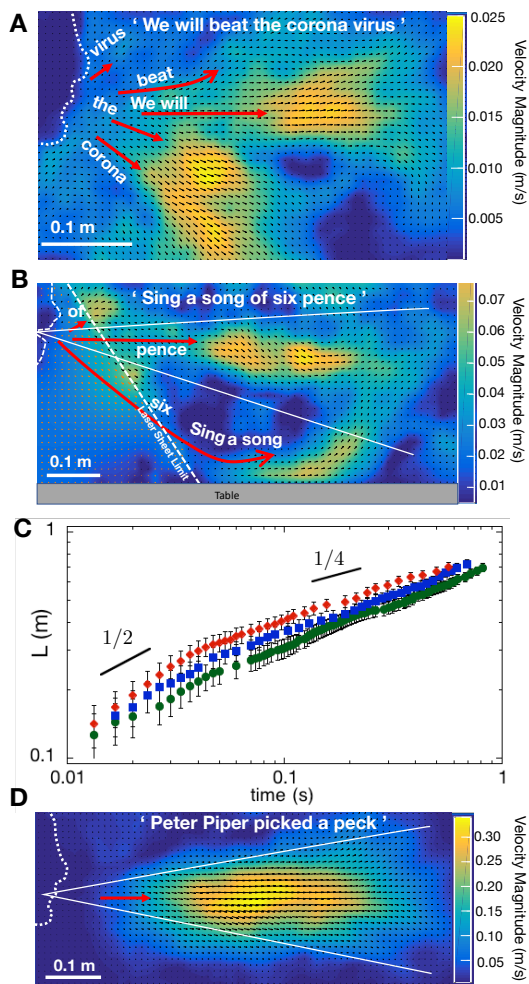 A
‘ We will beat the corona virus ’
virus
beat
We will
the
corona
0.1 m
0.025
0.020
0.015
0.010
0.005
Velocity Magnitude (m/s)
B
‘ Sing a song of six pence ’
of
pence
six
Sing a song
Laser Sheet Limit
0.1 m
Table
0.07
0.06
0.05
0.04
0.03
0.02
0.01
Velocity Magnitude (m/s)
C
1
0.1
L (m)
1/2
1/4
0.01
0.1
1
time (s)
D
‘ Peter Piper picked a peck ’
0.1 m
0.30
0.25
0.20
0.15
0.10
0.05
Velocity Magnitude (m/s)